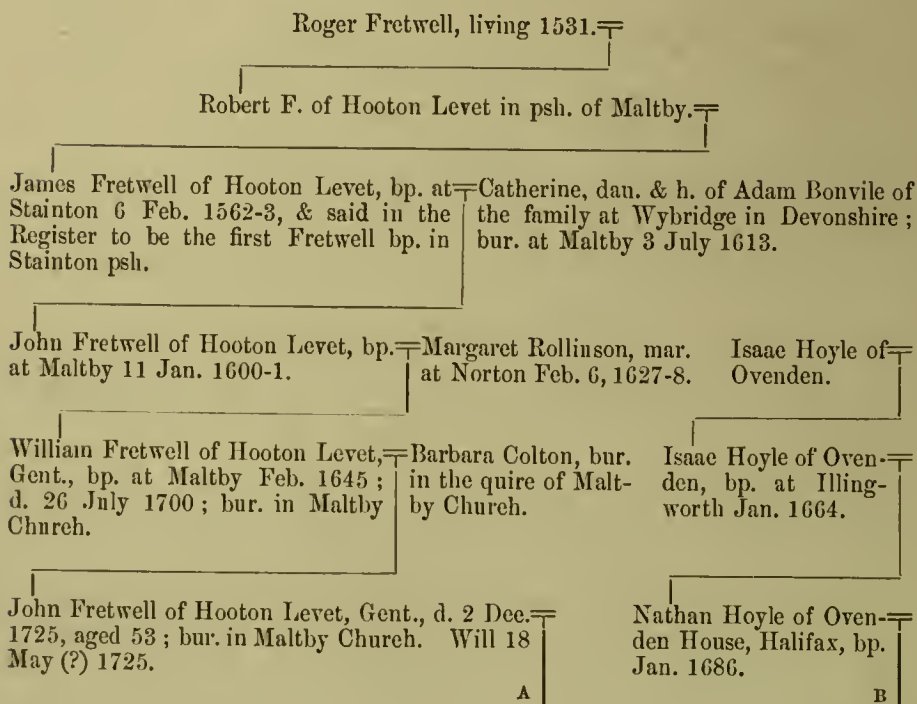 Roger Fretwell, living 1531.
Robert F. of Hooton Levet in psh. of Maltby.
James Fretwell of Hooton Levet, bp. at
Stainton 6 Feb. 1562-3, & said in the
Register to be the first Fretwell bp. in
Stainton psh.
Catherine, dau. & h. of Adam Bonvile of
the family at Wybridge in Devonshire ;
bur. at Maltby 3 July 1613.
John Fretwell of Hooton Levet, bp.
at Maltby 11 Jan. 1600-1.
Margaret Rollinson, mar.
at Norton Feb. 6, 1627-8.
Isaac Hoyle of
Ovenden.
William Fretwell of Hooton Levet,
Gent., bp. at Maltby Feb. 1645 ;
d. 26 July 1700 ; bur. in Maltby
Church.
Barbara Colton, bur.
in the quire of Malt-
by Church.
Isaac Hoyle of Oven-
den, bp. at Illing-
worth Jan. 1664.
John Fretwell of Hooton Levet, Gent., d. 2 Dec.
1725, aged 53 ; bur. in Maltby Church. Will 18
May (?) 1725.
A
Nathan Hoyle of Oven-
den House, Halifax, bp.
Jan. 1686.
B